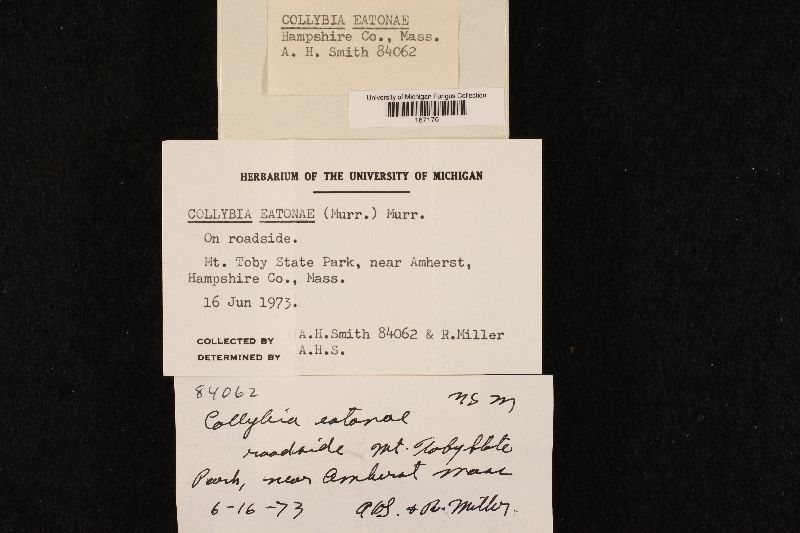 COLLYBIA EATONAE
Hampshire Co., Mass.
A. H. Smith 84062
University of Michigan Fungus Collection
167176
HERBARIUM OF THE UNIVERSITY OF MICHIGAN
COLLYBIA EATONAE (Murr.) Murr.
On roadside.
Mt. Toby State Park, near Amherst,
Hampshire Co., Mass.
16 Jun 1973.
COLLECTED BY A.H.Smith 84062 & R.Miller
DETERMINED BY A.H.S.
84062 NSM
Collybia eatonae
roadside Mt. Toby State
Park, near Amherst Mass
6-16-73 AHS. & R. Miller.